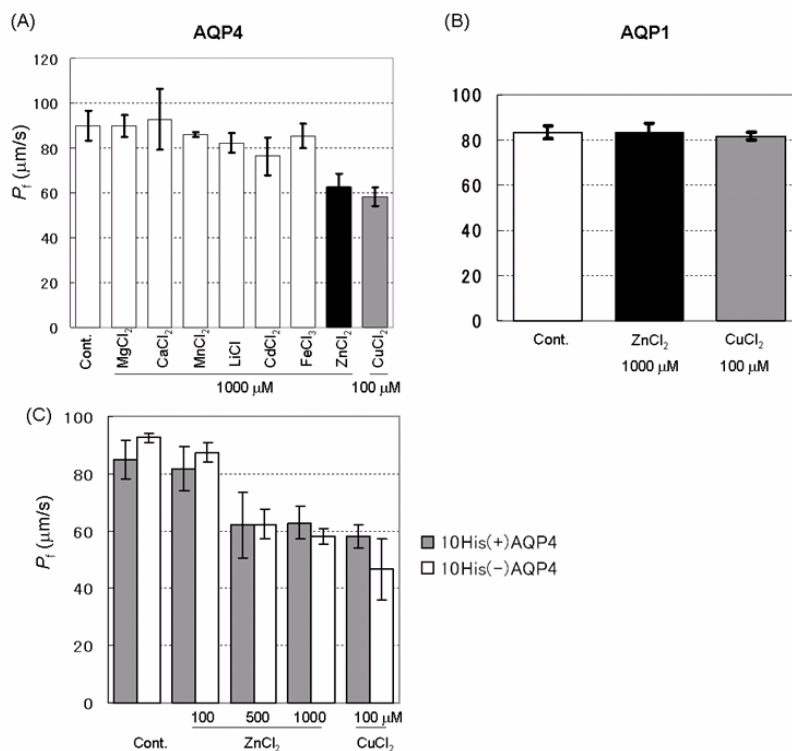 (A)
AQP4
Pf (μm/s)
120
100
80
60
40
20
0
Cont.
MgCl2
CaCl2
MnCl2
LiCl
CdCl2
FeCl3
ZnCl2
CuCl2
1000 μM
100 μM
(B)
AQP1
100
80
60
40
20
0
Cont.
ZnCl2
1000 μM
CuCl2
100 μM
(C)
Pf (μm/s)
100
80
60
40
20
0
Cont.
100
500
1000
ZnCl2
100 μM
CuCl2
10His(+)AQP4
10His(-)AQP4